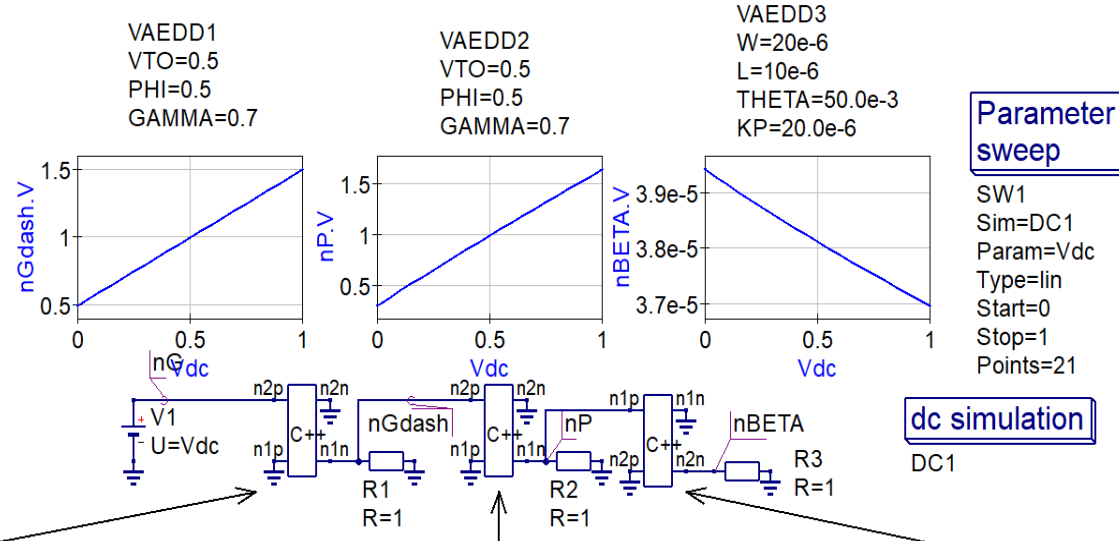 VAEDD1
VTO=0.5
PHI=0.5
GAMMA=0.7
VAEDD2
VTO=0.5
PHI=0.5
GAMMA=0.7
VAEDD3
W=20e-6
L=10e-6
THETA=50.0e-3
KP=20.0e-6
nGdash.V
1.5
1
0.5
0 0.5 1
Vdc
nP.V
1.5
1
0.5
0 0.5 1
Vdc
nBETA.V
3.9e-5
3.8e-5
3.7e-5
0 0.5 1
Vdc
Parameter
sweep
SW1
Sim=DC1
Param=Vdc
Type=lin
Start=0
Stop=1
Points=21
dc simulation
DC1
nG
+
-
V1
U=Vdc
n2p n2n
C++
n1p n1n
nGdash
R1
R=1
n2p n2n
C++
n1p n1n
nP
R2
R=1
n1p n1n
C++
n2p n2n
nBETA
R3
R=1